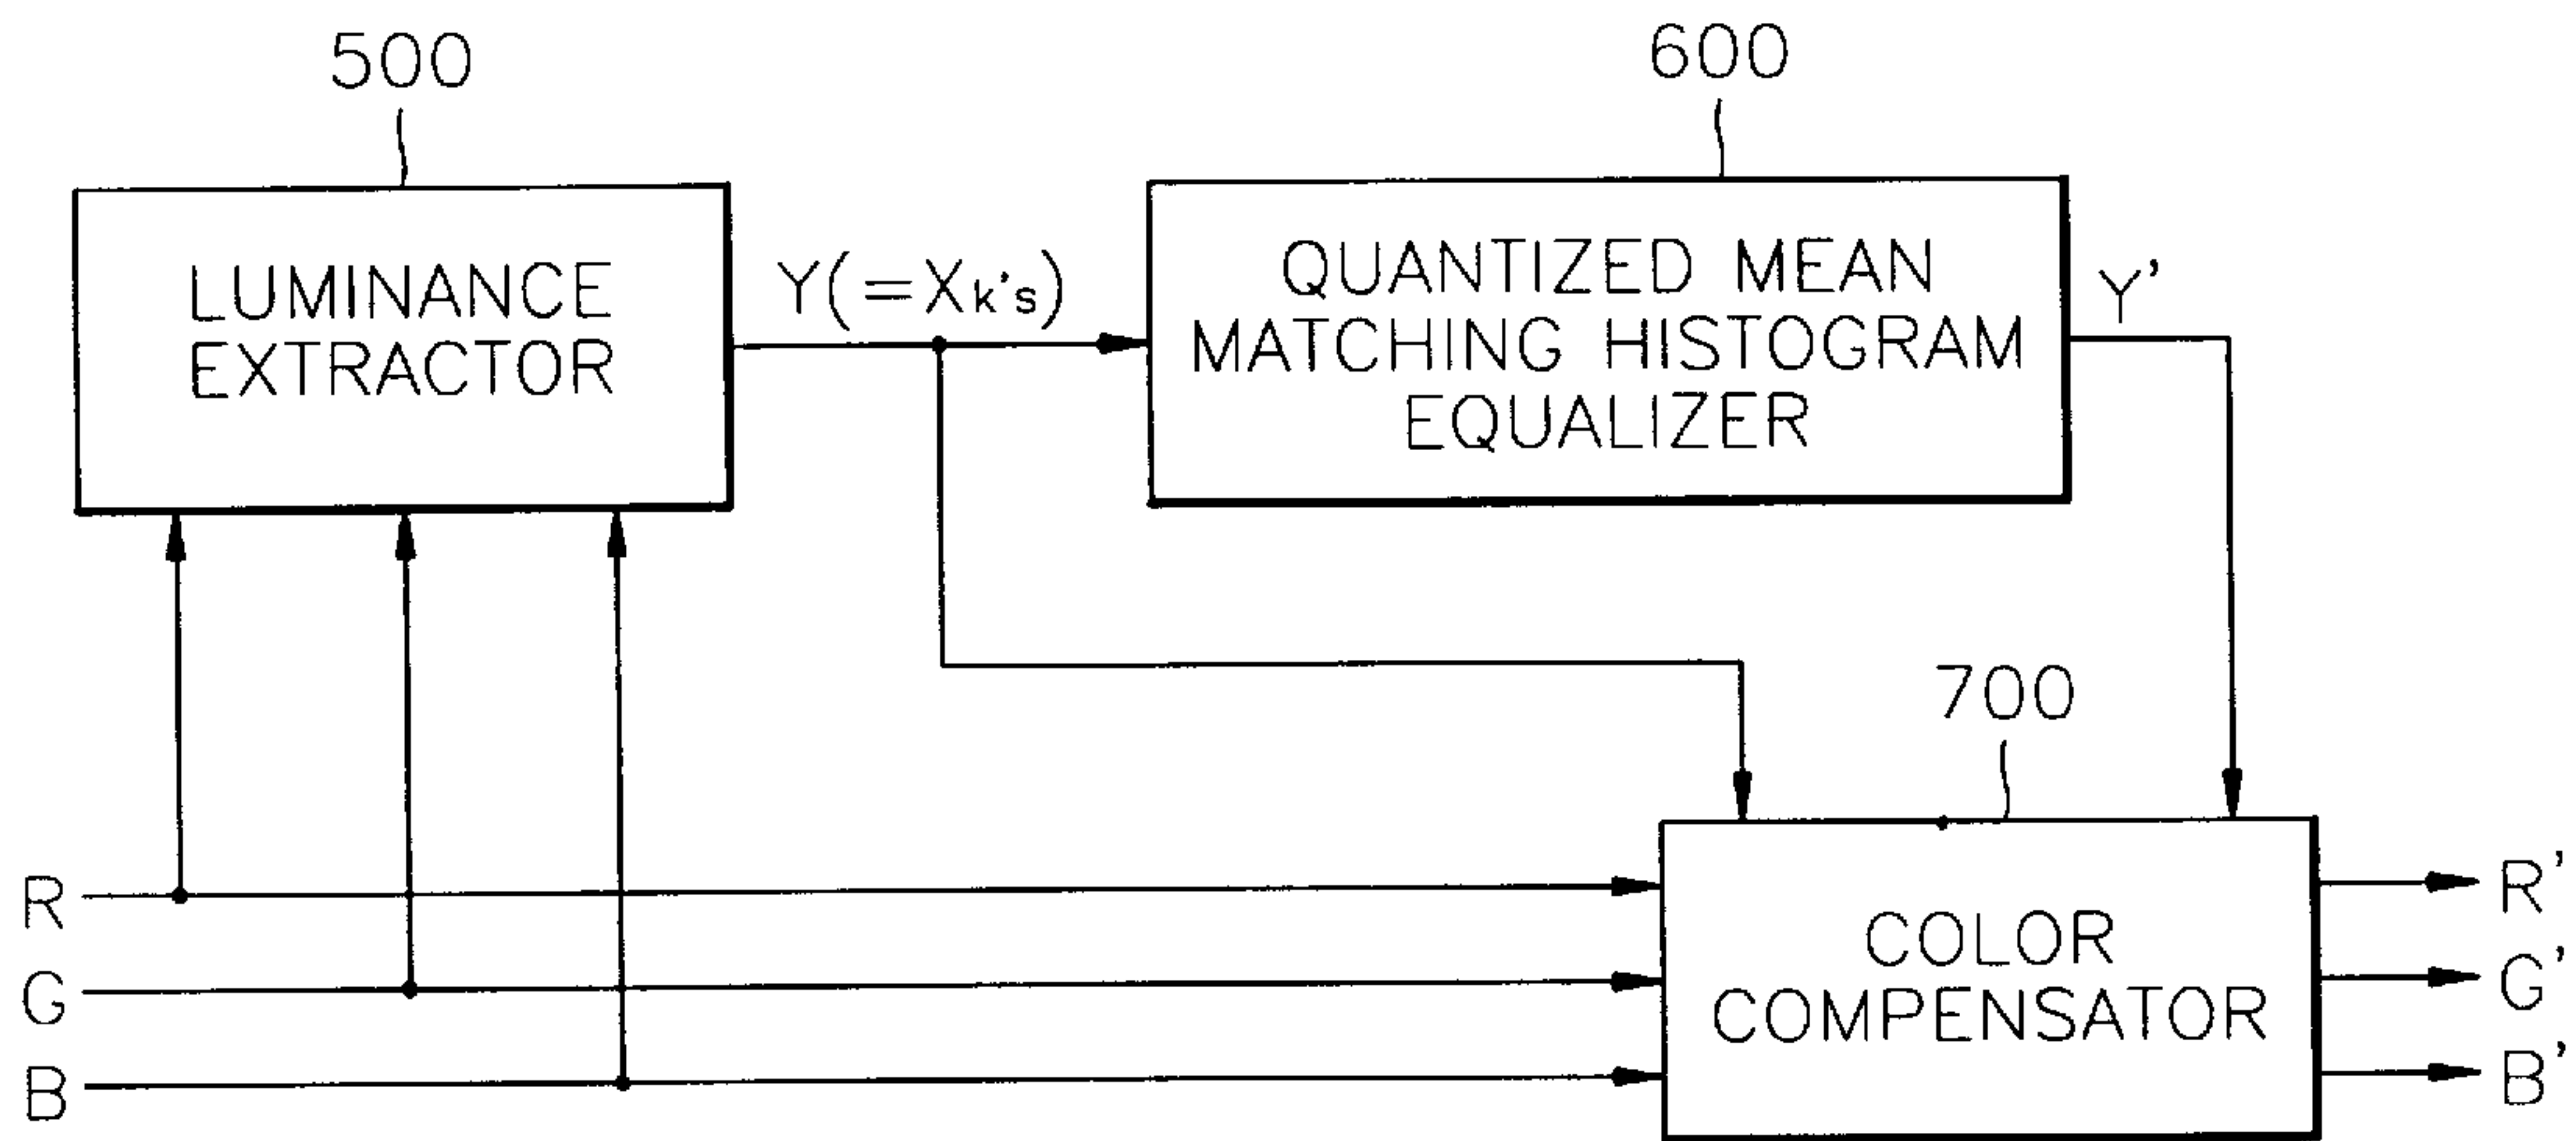 500
600
LUMINANCE
EXTRACTOR
Y(=Xk's)
QUANTIZED MEAN
MATCHING HISTOGRAM
EQUALIZER
Y'
700
R
G
B
COLOR
COMPENSATOR
R'
G'
B'